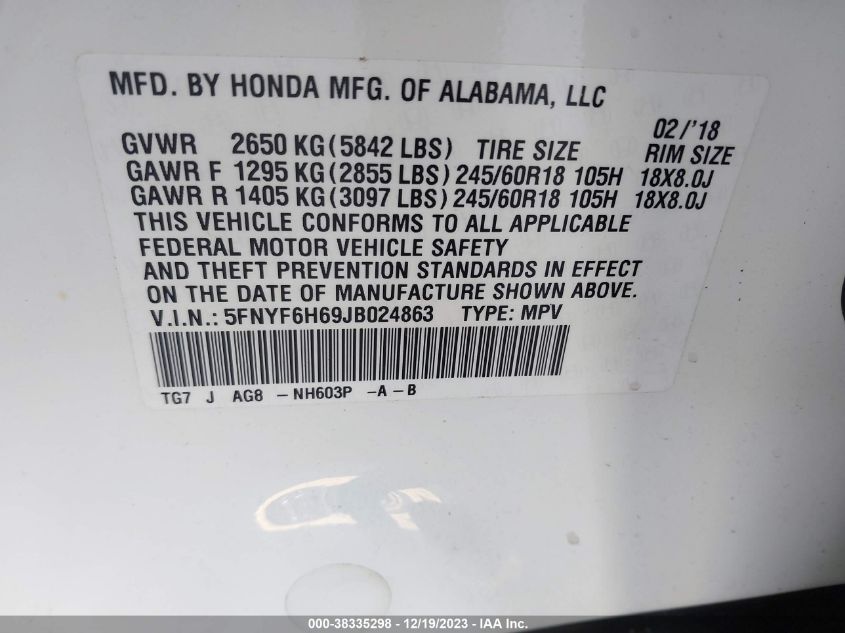 MFD. BY HONDA MFG. OF ALABAMA, LLC
02/'18
GVWR 2650 KG (5842 LBS) TIRE SIZE RIM SIZE
GAWR F 1295 KG (2855 LBS) 245/60R18 105H 18X8.0J
GAWR R 1405 KG (3097 LBS) 245/60R18 105H 18X8.0J
THIS VEHICLE CONFORMS TO ALL APPLICABLE
FEDERAL MOTOR VEHICLE SAFETY
AND THEFT PREVENTION STANDARDS IN EFFECT
ON THE DATE OF MANUFACTURE SHOWN ABOVE.
V.I.N.: 5FNYF6H69JB024863 TYPE: MPV
TG7 J AG8 - NH603P -A - B
000-38335298 - 12/19/2023 - IAA Inc.